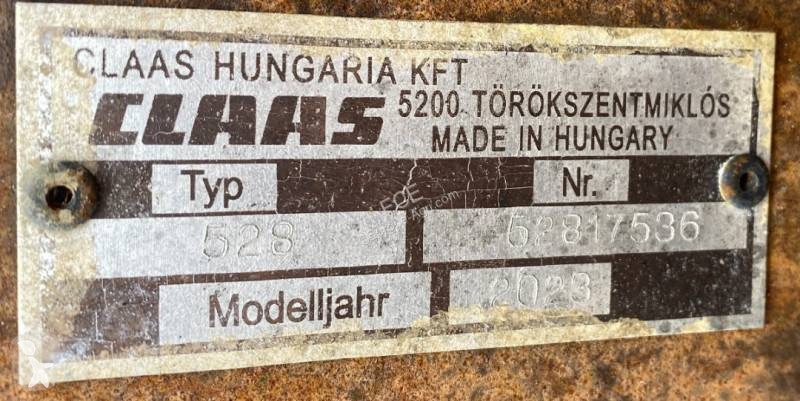 CLAAS HUNGARIA KFT
CLAAS 5200 TÖRÖKSZENTMIKLÓS
MADE IN HUNGARY
Typ Nr.
528 52817536
Modelljahr 2023